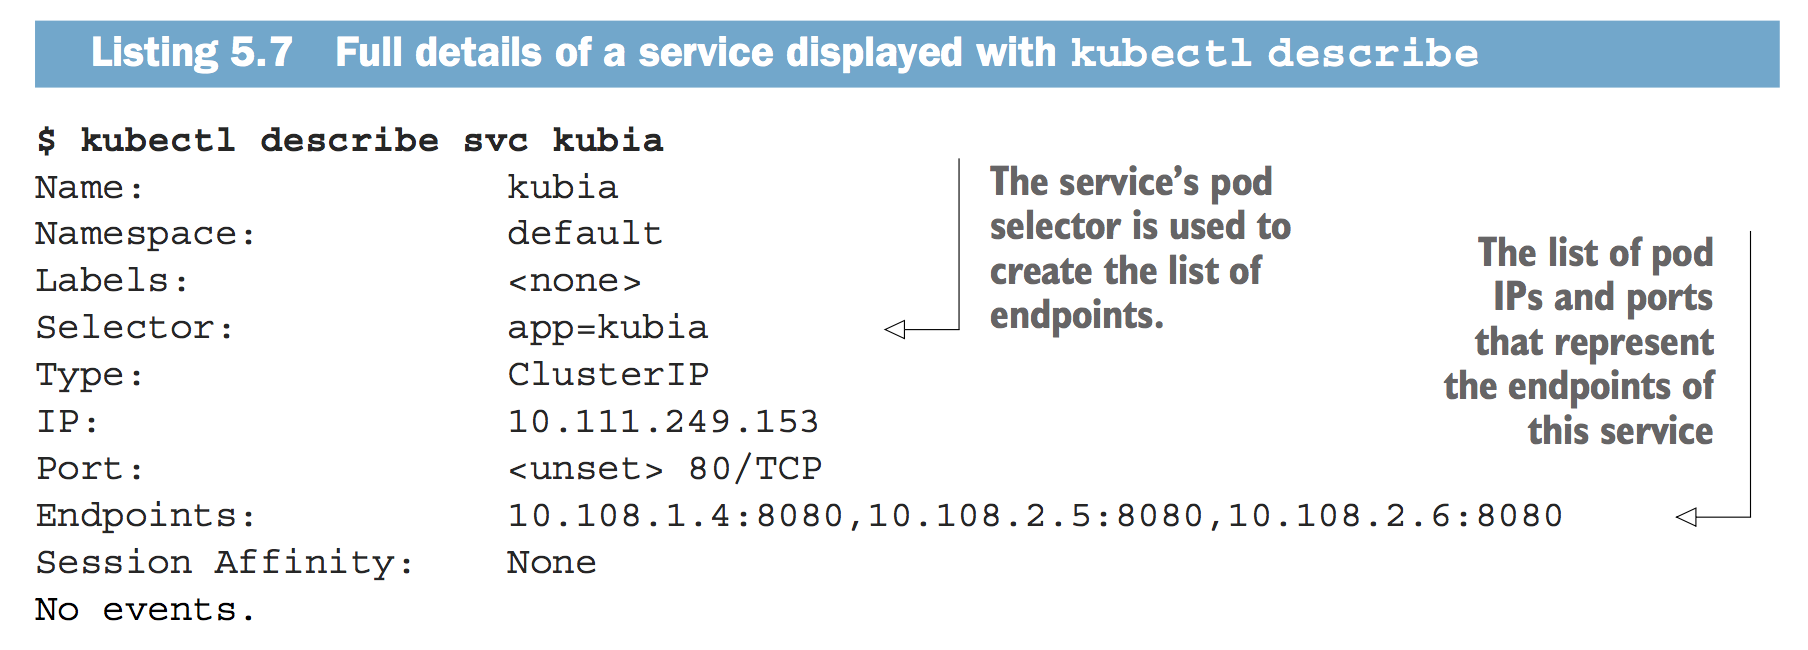 Listing 5.7 Full details of a service displayed with kubectl describe
$ kubectl describe svc kubia
Name: kubia
Namespace: default
Labels: <none>
Selector: app=kubia
Type: ClusterIP
IP: 10.111.249.153
Port: <unset> 80/TCP
Endpoints: 10.108.1.4:8080,10.108.2.5:8080,10.108.2.6:8080
Session Affinity: None
No events.
The service’s pod
selector is used to
create the list of
endpoints.
The list of pod
IPs and ports
that represent
the endpoints of
this service